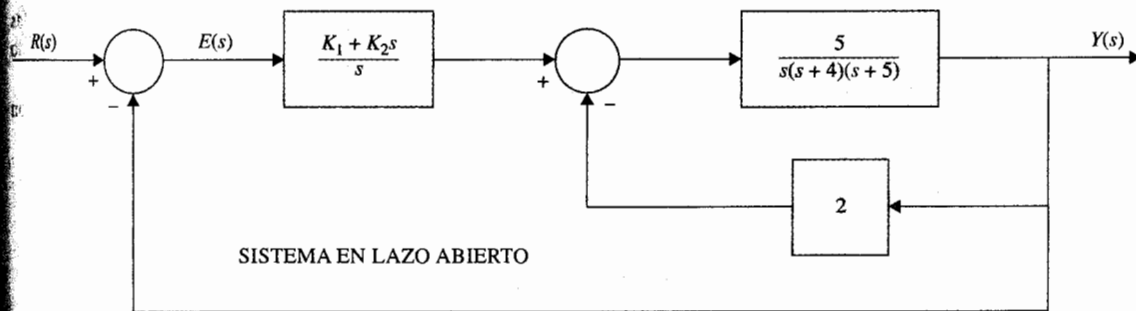 R(s)
+
−
E(s)
K₁ + K₂s
s
+
−
5
s(s + 4)(s + 5)
Y(s)
2
SISTEMA EN LAZO ABIERTO